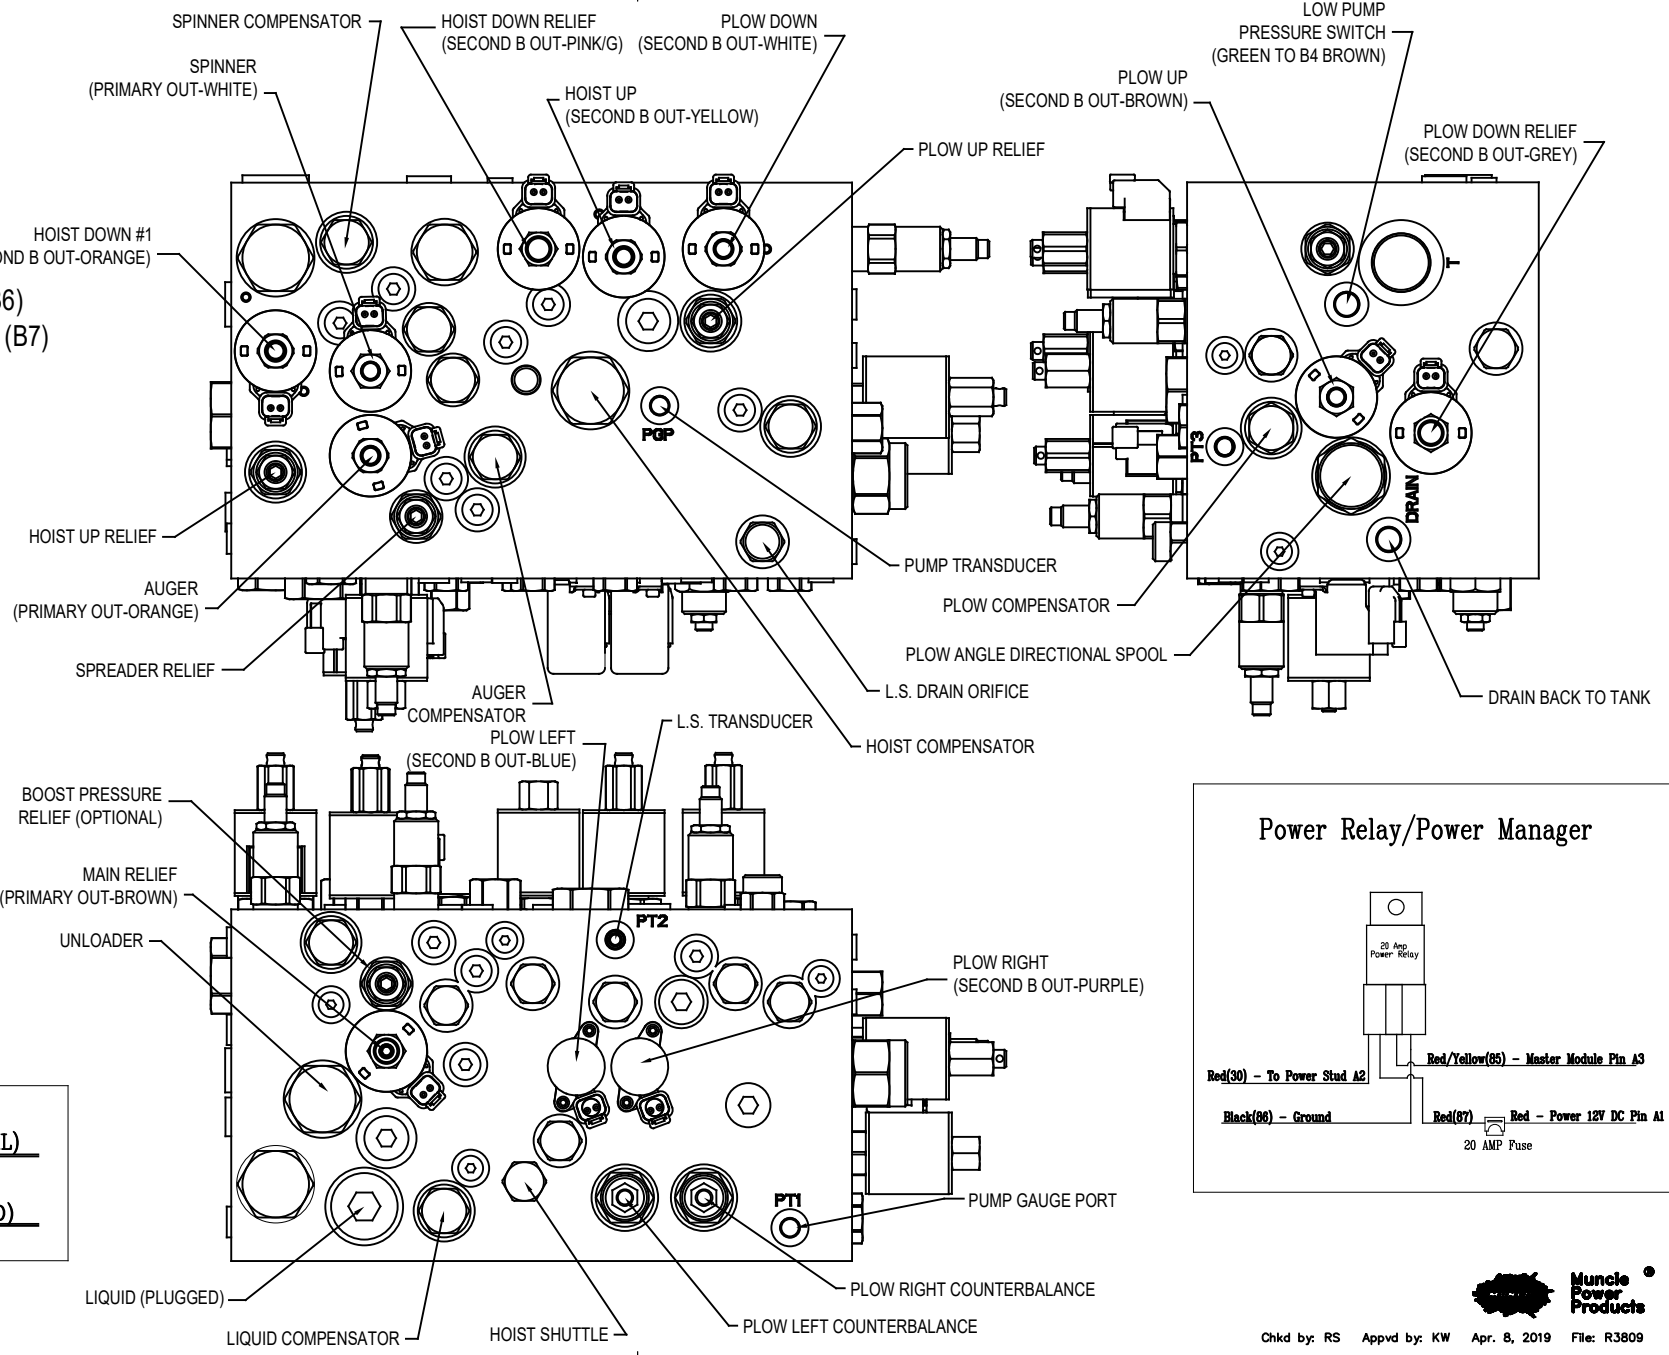 SPINNER COMPENSATOR
HOIST DOWN RELIEF
(SECOND B OUT-PINK/G)
PLOW DOWN
(SECOND B OUT-WHITE)
LOW PUMP
PRESSURE SWITCH
(GREEN TO B4 BROWN)
SPINNER
(PRIMARY OUT-WHITE)
HOIST UP
(SECOND B OUT-YELLOW)
PLOW UP
(SECOND B OUT-BROWN)
PLOW DOWN RELIEF
(SECOND B OUT-GREY)
PLOW UP RELIEF
HOIST DOWN #1
OND B OUT-ORANGE)
36)
(B7)
T
PGP
PT3
DRAIN
HOIST UP RELIEF
AUGER
(PRIMARY OUT-ORANGE)
SPREADER RELIEF
AUGER
COMPENSATOR
PUMP TRANSDUCER
PLOW COMPENSATOR
PLOW ANGLE DIRECTIONAL SPOOL
L.S. DRAIN ORIFICE
DRAIN BACK TO TANK
HOIST COMPENSATOR
L.S. TRANSDUCER
PLOW LEFT
(SECOND B OUT-BLUE)
BOOST PRESSURE
RELIEF (OPTIONAL)
MAIN RELIEF
(PRIMARY OUT-BROWN)
UNLOADER
PT2
PLOW RIGHT
(SECOND B OUT-PURPLE)
PT1
PUMP GAUGE PORT
PLOW RIGHT COUNTERBALANCE
PLOW LEFT COUNTERBALANCE
HOIST SHUTTLE
LIQUID COMPENSATOR
LIQUID (PLUGGED)
L)
)
Power Relay/Power Manager
20 Amp
Power Relay
Red/Yellow(85) - Master Module Pin A3
Red(30) - To Power Stud A2
Black(86) - Ground
Red(87)
Red - Power 12V DC Pin A1
20 AMP Fuse
Muncie ®
Power
Products
Chkd by: RS Appvd by: KW Apr. 8, 2019 File: R3809